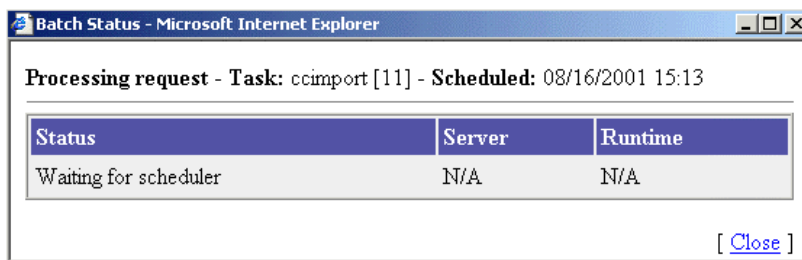 Batch Status - Microsoft Internet Explorer
Processing request - Task: ccimport [11] - Scheduled: 08/16/2001 15:13
Status Server Runtime
Waiting for scheduler N/A N/A
[ Close ]